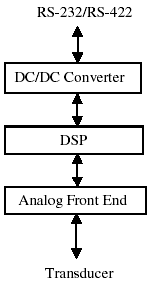 RS-232/RS-422
DC/DC Converter
DSP
Analog Front End
Transducer